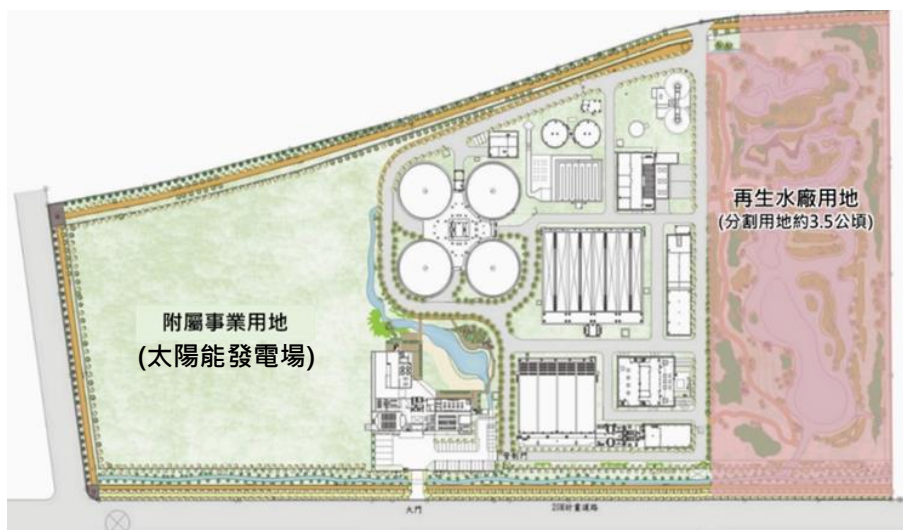 再生水廠用地
(分割用地約3.5公頃)
附屬事業用地
(太陽能發電場)
大門